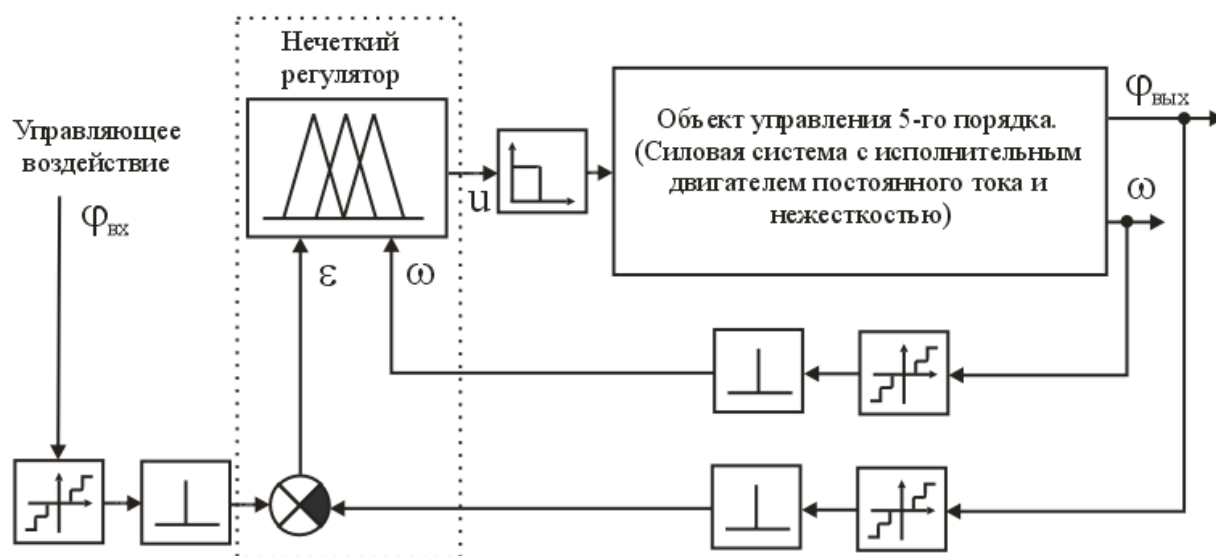 Нечеткий
регулятор
Управляющее
воздействие
φвх
u
Объект управления 5-го порядка.
(Силовая система с исполнительным
двигателем постоянного тока и
нежесткостью)
φвых
ω
ε
ω